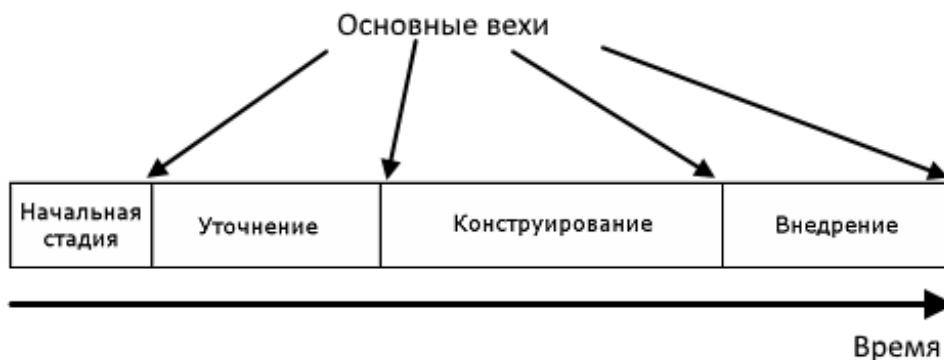 Основные вехи
Начальная
стадия
Уточнение
Конструирование
Внедрение
Время